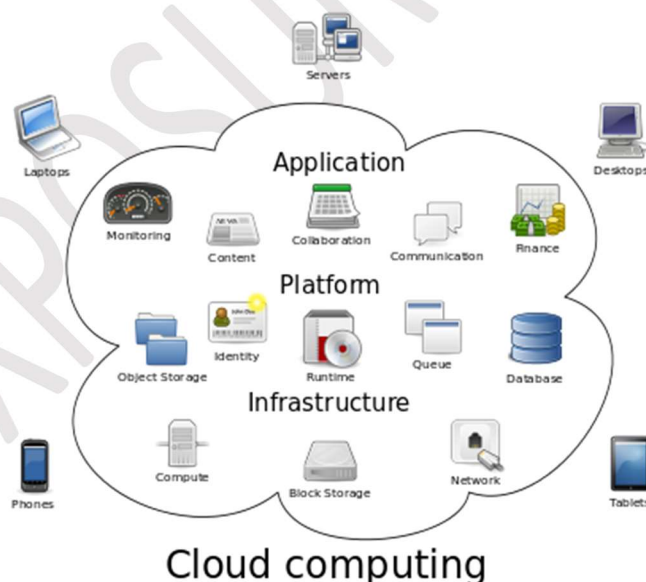 Servers
Laptops
Desktops
Application
Monitoring
Content
Collaboration
Communication
Finance
Platform
Object Storage
Identity
Runtime
Queue
Database
Infrastructure
Compute
Block Storage
Network
Phones
Tablets
Cloud computing